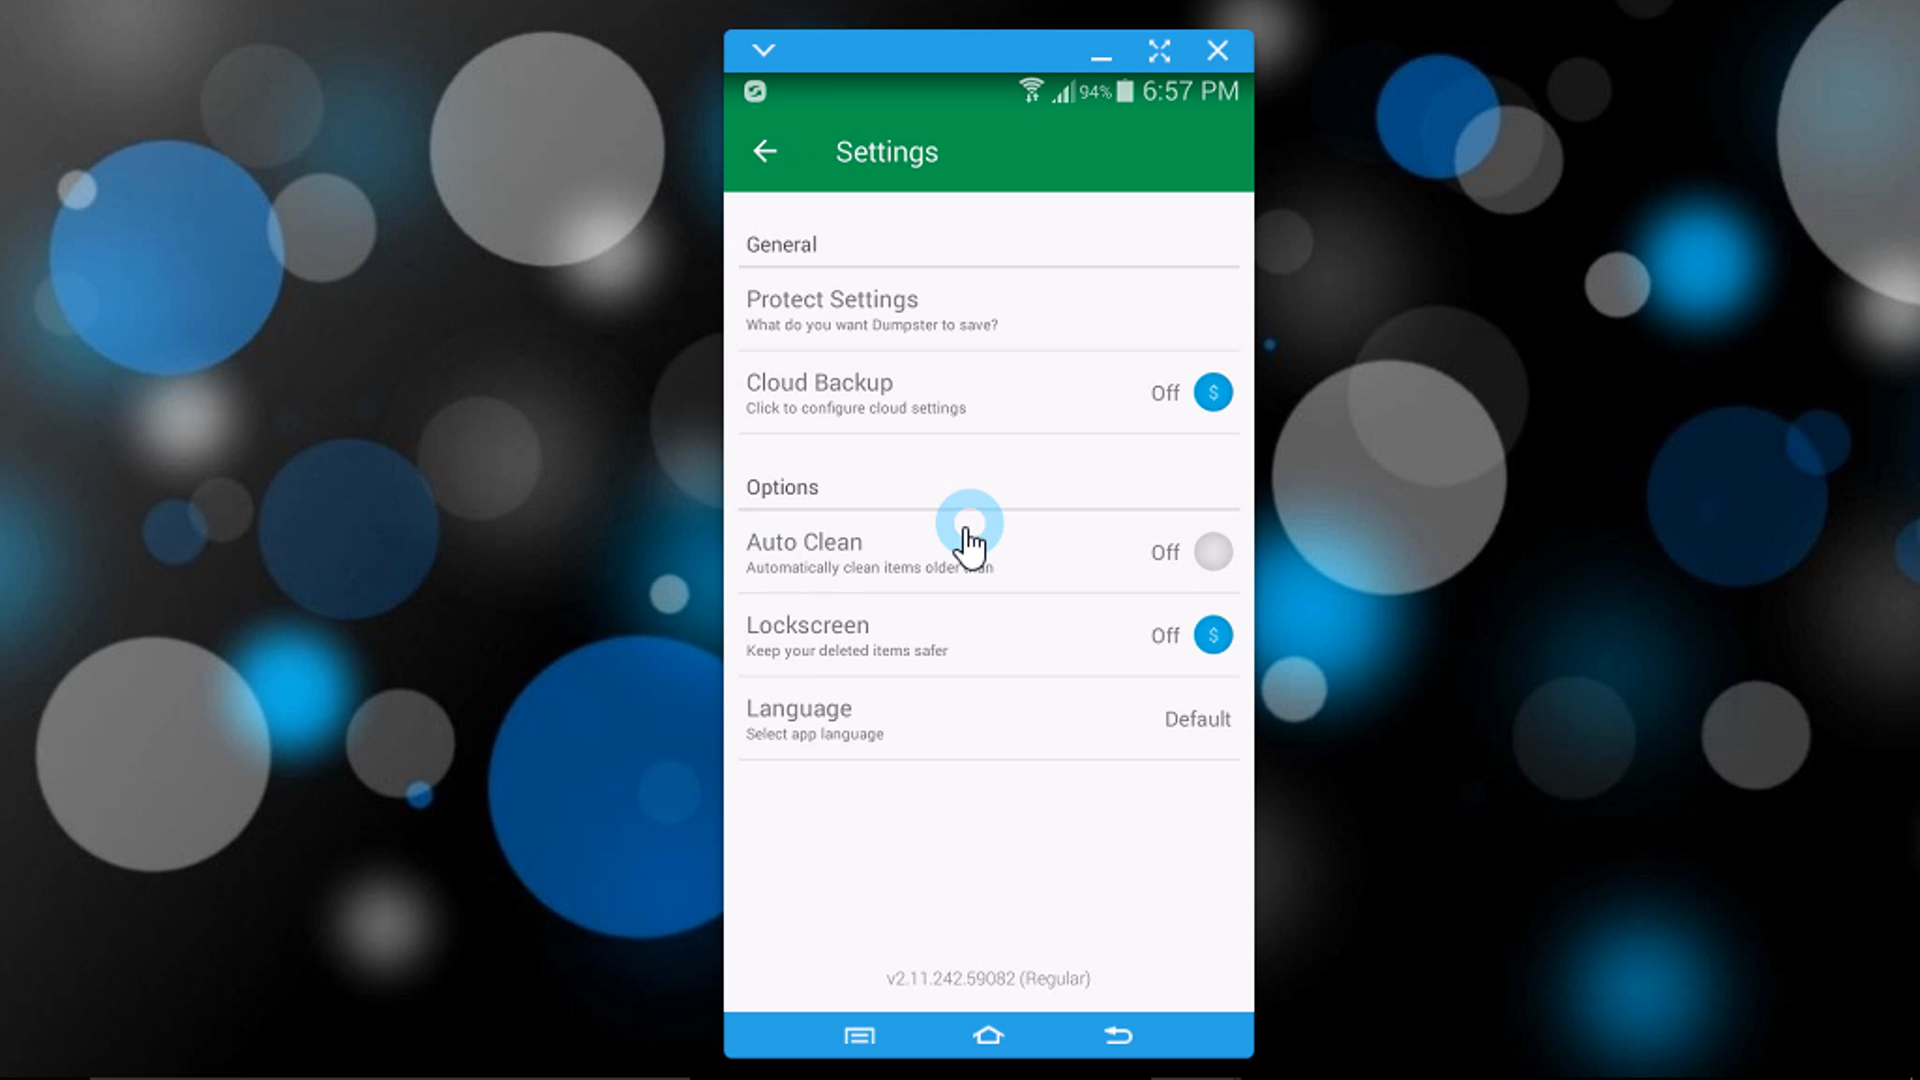 94% 6:57 PM
Settings
General
Protect Settings
What do you want Dumpster to save?
Cloud Backup
Click to configure cloud settings
Off $
Options
Auto Clean
Automatically clean items older
Off
Lockscreen
Keep your deleted items safer
Off $
Language
Select app language
Default
v2.11.242.59082 (Regular)